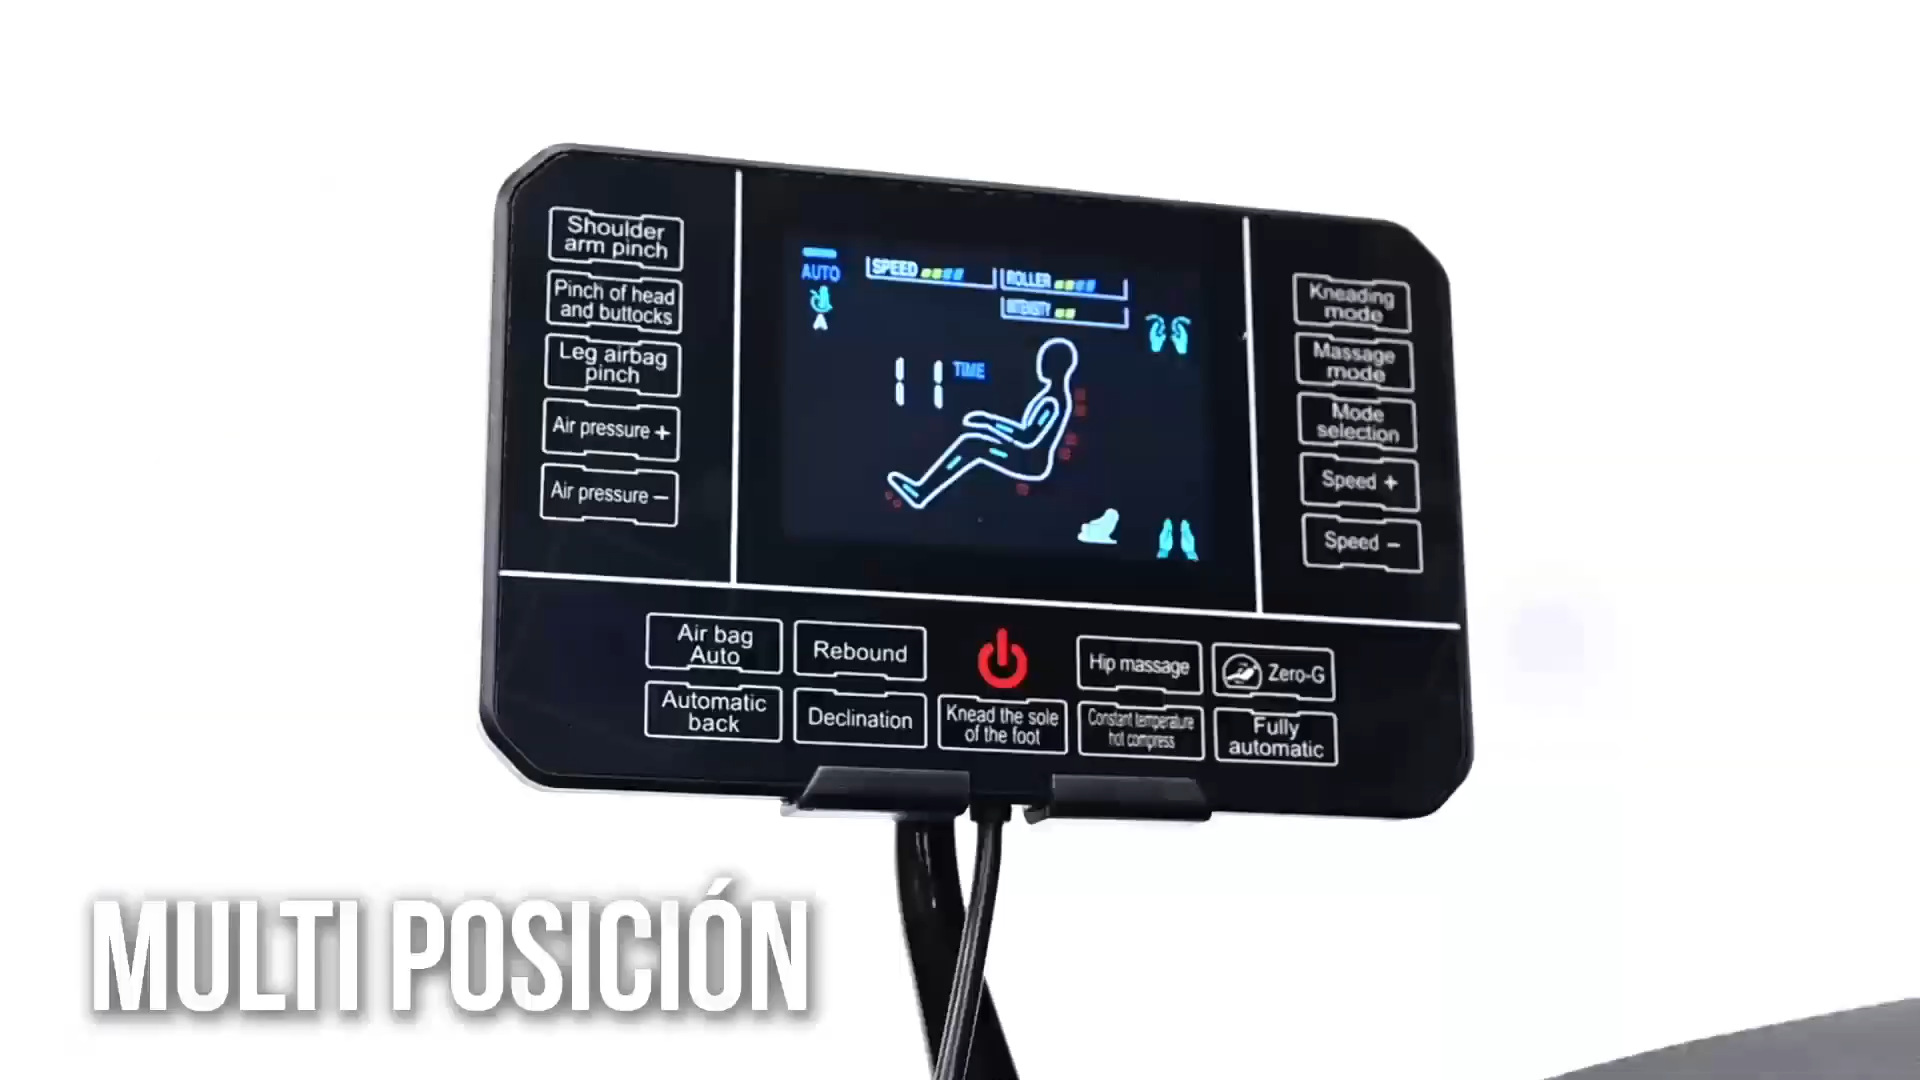 Shoulder
arm pinch
Pinch of head
and buttocks
Leg airbag
pinch
Air pressure +
Air pressure −
AUTO
A
SPEED
ROLLER
INTENSITY
11 TIME
Kneading
mode
Massage
mode
Mode
selection
Speed +
Speed −
Air bag
Auto
Rebound
Hip massage
Zero-G
Automatic
back
Declination
Knead the sole
of the foot
Constant temperature
hot compress
Fully
automatic
MULTI POSICIÓN